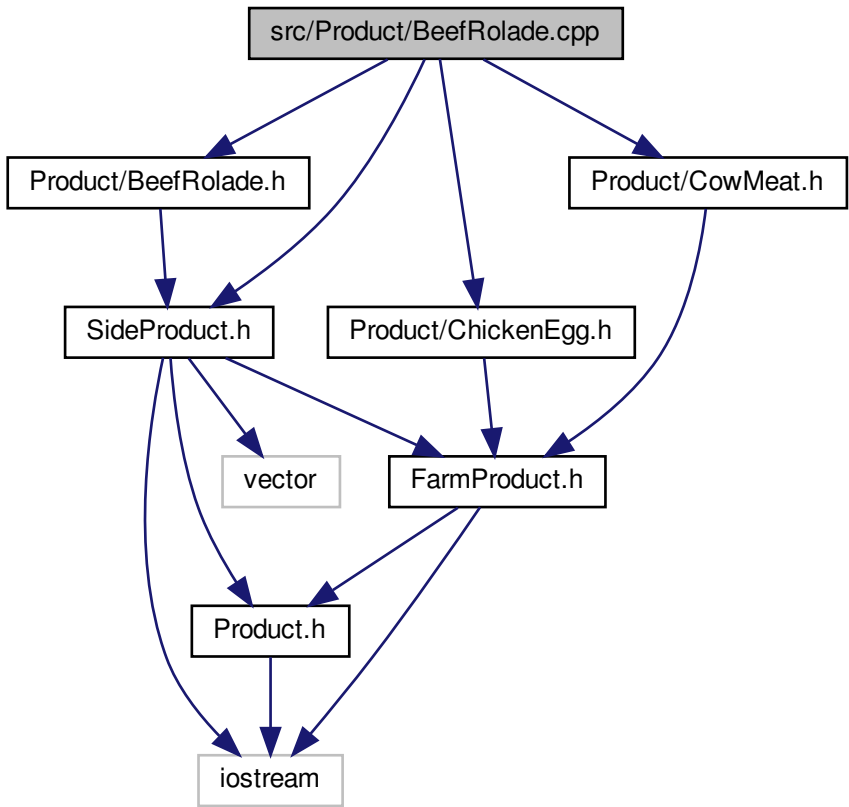 src/Product/BeefRolade.cpp
Product/BeefRolade.h
Product/CowMeat.h
SideProduct.h
Product/ChickenEgg.h
vector
FarmProduct.h
Product.h
iostream